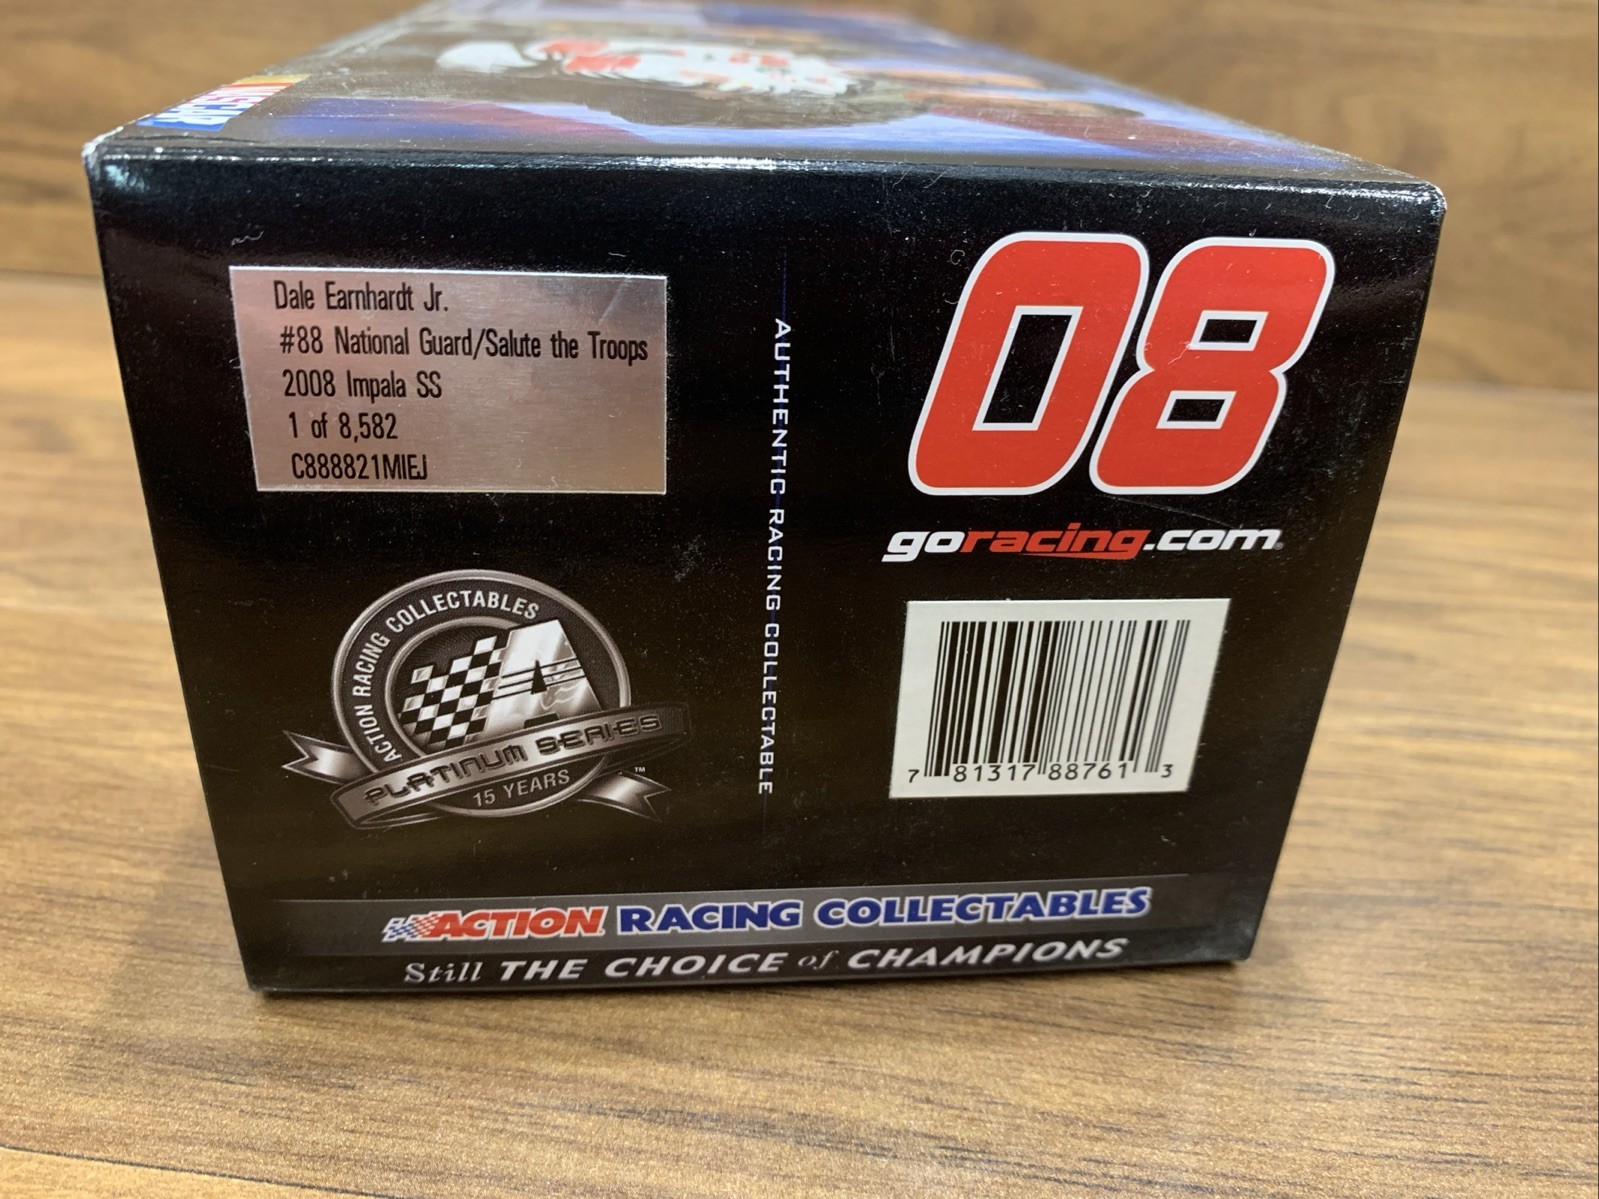 NASCAR
Dale Earnhardt Jr.
#88 National Guard/Salute the Troops
2008 Impala SS
1 of 8,582
C888821MIEJ
ACTION RACING COLLECTABLES
A
PLATINUM SERIES
15 YEARS
TM
AUTHENTIC RACING COLLECTABLE
08
goracing.com
7 81317 88761 3
ACTION RACING COLLECTABLES
Still THE CHOICE of CHAMPIONS